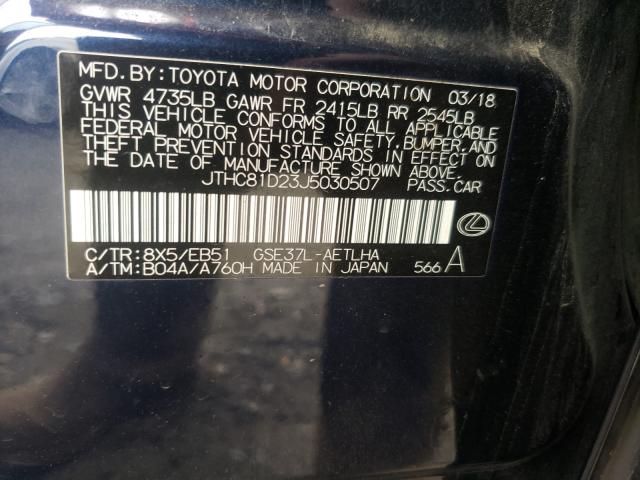 MFD.BY:TOYOTA MOTOR CORPORATION 03/18
GVWR 4735LB GAWR FR 2415LB RR 2545LB
THIS VEHICLE CONFORMS TO ALL APPLICABLE
FEDERAL MOTOR VEHICLE SAFETY,BUMPER, AND
THEFT PREVENTION STANDARDS IN EFFECT ON
THE DATE OF MANUFACTURE SHOWN ABOVE.
JTHC81D23J5030507 PASS.CAR
C/TR:8X5/EB51 GSE37L-AETLHA
A/TM:B04A/A760H MADE IN JAPAN 566 A